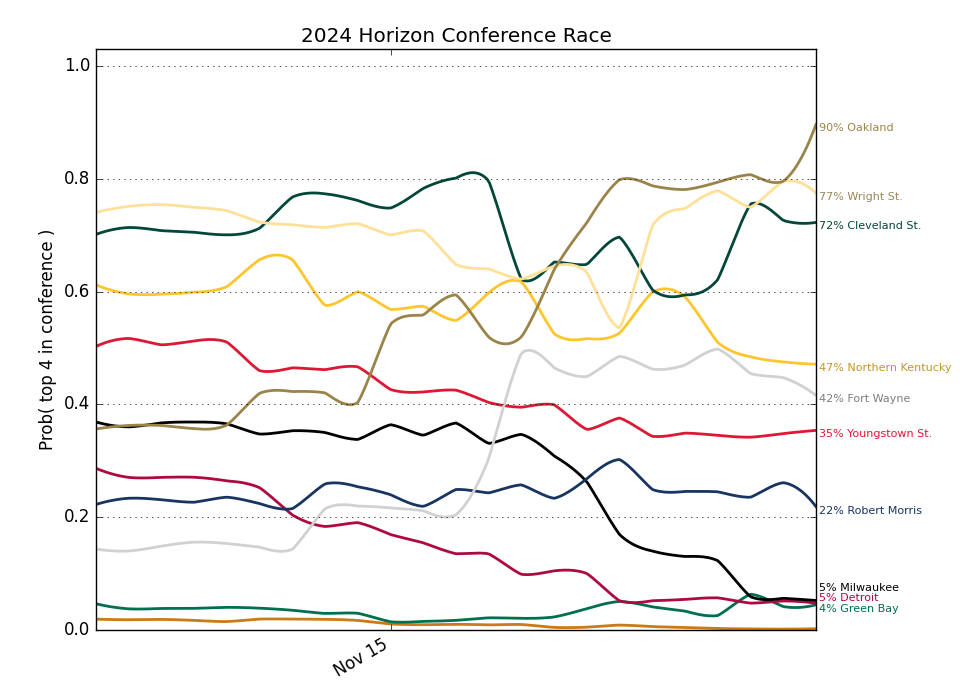 2024 Horizon Conference Race
Prob( top 4 in conference )
1.0
0.8
0.6
0.4
0.2
0.0
Nov 15
90% Oakland
77% Wright St.
72% Cleveland St.
47% Northern Kentucky
42% Fort Wayne
35% Youngstown St.
22% Robert Morris
5% Milwaukee
5% Detroit
4% Green Bay